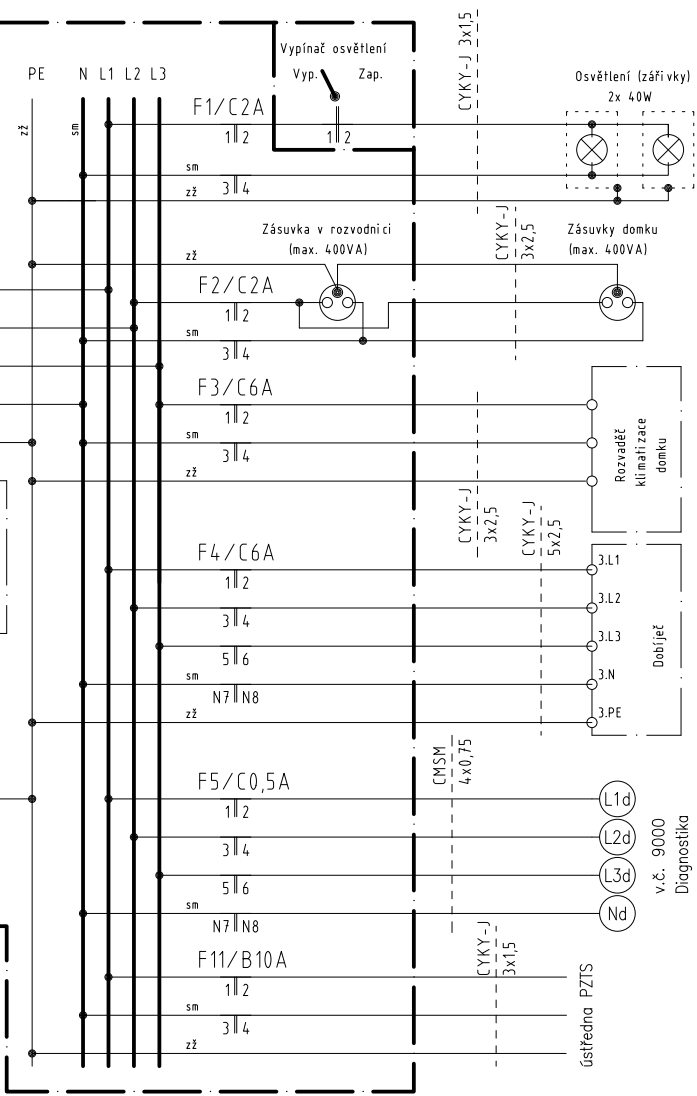 Vypínač osvětlení
Vyp. Zap.
PE N L1 L2 L3
CYKY-J 3x1,5
Osvětlení (zářivky)
2x 40W
zž
sm
F1/C2A
1 2
1 2
sm
3 4
zž
Zásuvka v rozvodnici
(max. 400VA)
CYKY-J
3x2,5
Zásuvky domku
(max. 400VA)
zž
F2/C2A
1 2
sm
3 4
F3/C6A
1 2
sm
3 4
zž
CYKY-J
3x2,5
Rozvaděč
klimatizace
domku
CYKY-J
5x2,5
F4/C6A
1 2
3 4
5 6
sm
N7 N8
zž
3.L1
3.L2
3.L3
3.N
3.PE
Dobíječ
CMSM
4x0,75
F5/C0,5A
1 2
3 4
5 6
sm
N7 N8
L1d
L2d
L3d
Nd
v.č. 9000
Diagnostika
F11/B10A
1 2
sm
3 4
zž
CYKY-J
3x1,5
ústředna PZTS